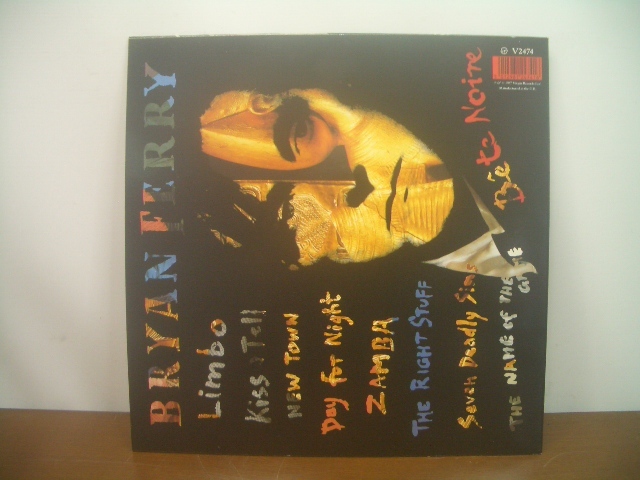 BRYAN FERRY
Limbo
Kiss & Tell
NEW TOWN
Day for Night
ZAMBA
THE RIGHT STUFF
Seven Deadly Sins
THE NAME OF THE
GAME
Bête Noire
V2474